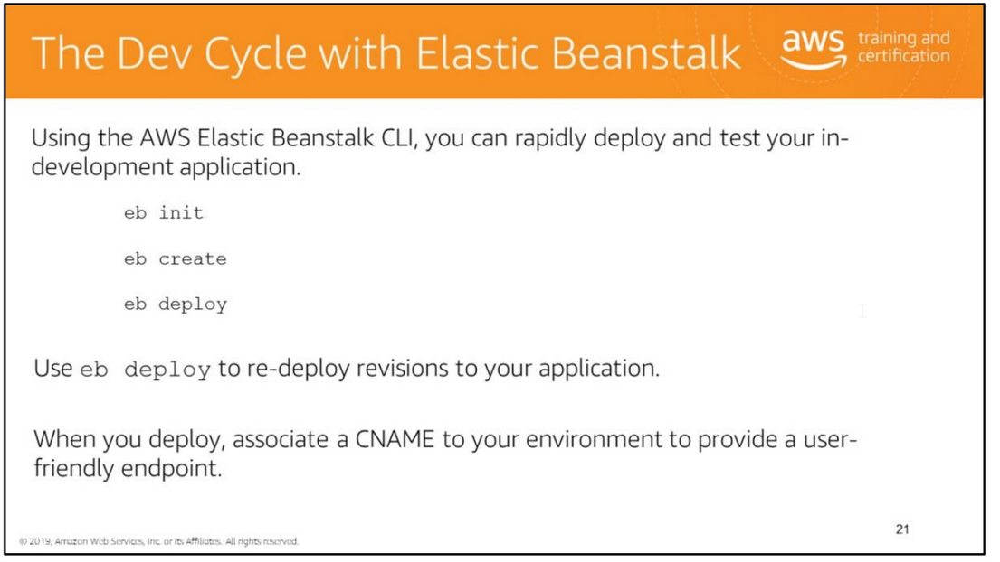 The Dev Cycle with Elastic Beanstalk
aws training and
certification
Using the AWS Elastic Beanstalk CLI, you can rapidly deploy and test your in-
development application.
eb init
eb create
eb deploy
Use eb deploy to re-deploy revisions to your application.
When you deploy, associate a CNAME to your environment to provide a user-
friendly endpoint.
21
© 2019, Amazon Web Services, Inc. or its Affiliates. All rights reserved.